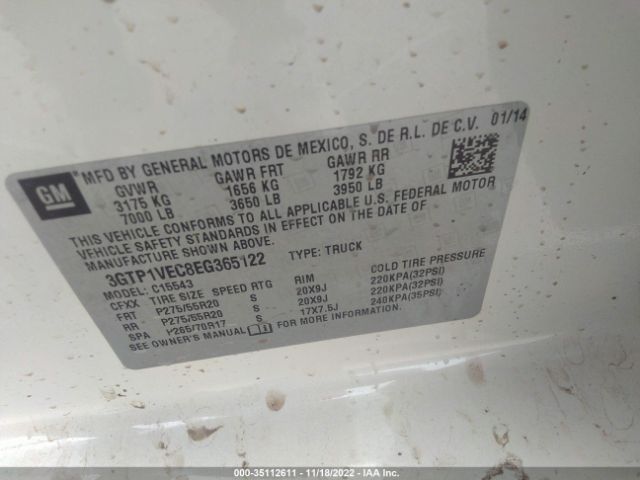 GM
MFD BY GENERAL MOTORS DE MEXICO, S. DE R.L. DE C.V. 01/14
GVWR GAWR FRT GAWR RR
3175 KG 1656 KG 1792 KG
7000 LB 3650 LB 3950 LB
THIS VEHICLE CONFORMS TO ALL APPLICABLE U.S. FEDERAL MOTOR
VEHICLE SAFETY STANDARDS IN EFFECT ON THE DATE OF
MANUFACTURE SHOWN ABOVE.
3GTP1VEC8EG365122 TYPE: TRUCK
MODEL: C15543
CFXX TIRE SIZE SPEED RTG RIM COLD TIRE PRESSURE
FRT P275/55R20 S 20X9J 220KPA(32PSI)
RR P275/55R20 S 20X9J 220KPA(32PSI)
SPA P265/70R17 S 17X7.5J 240KPA(35PSI)
SEE OWNER'S MANUAL
000-35112611 - 11/18/2022 - IAA Inc.